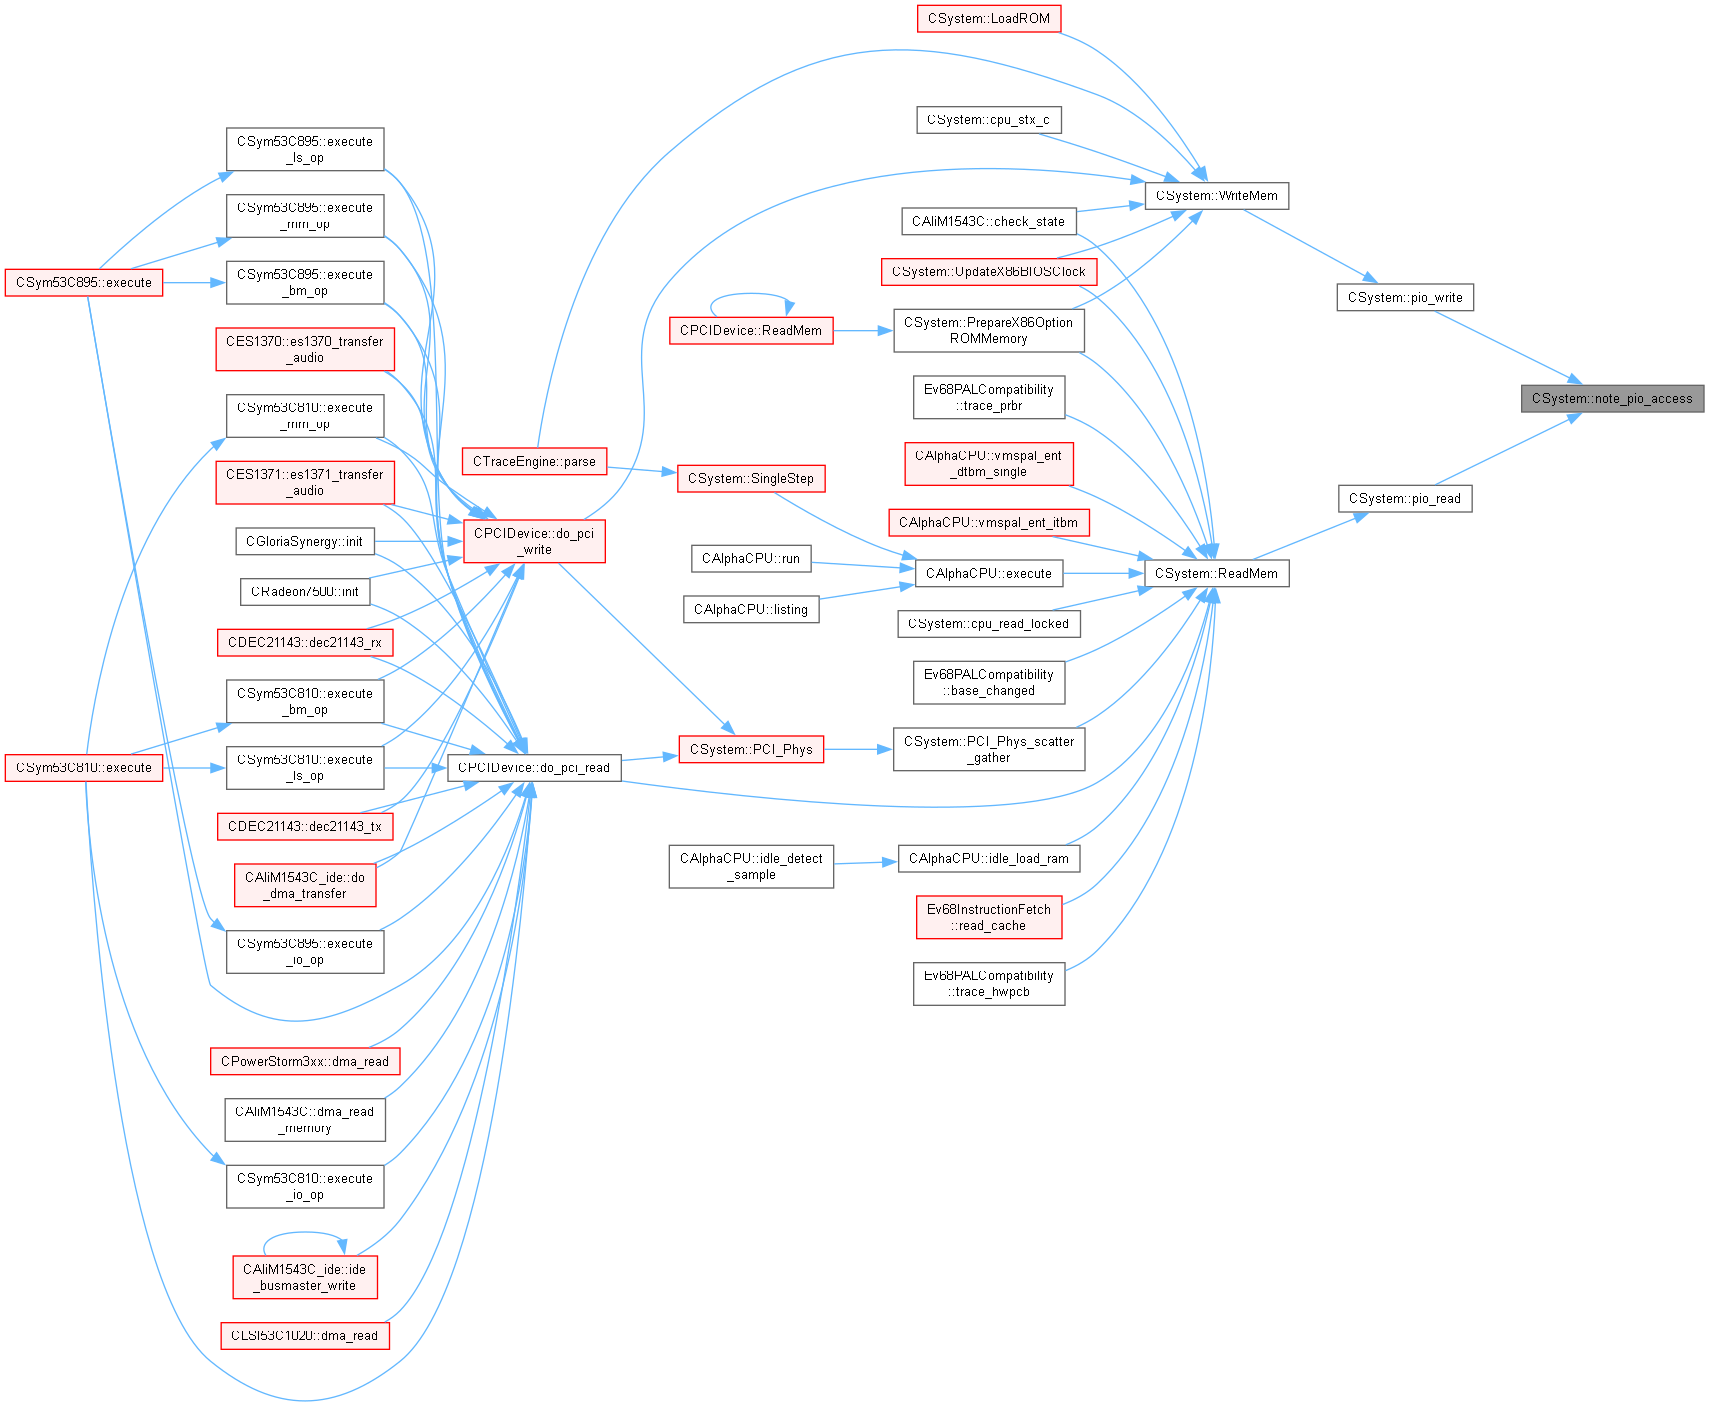 CSystem::LoadROM
CSystem::cpu_stx_c
CSystem::WriteMem
CAliM1543C::check_state
CSystem::UpdateX86BIOSClock
CSystem::pio_write
CPCIDevice::ReadMem
CSystem::PrepareX86Option
ROMMemory
Ev68PALCompatibility
::trace_prbr
CSystem::note_pio_access
CAlphaCPU::vmspal_ent
_dtbm_single
CTraceEngine::parse
CSystem::SingleStep
CSystem::pio_read
CAlphaCPU::vmspal_ent_itbm
CPCIDevice::do_pci
_write
CAlphaCPU::run
CAlphaCPU::execute
CSystem::ReadMem
CAlphaCPU::listing
CSystem::cpu_read_locked
Ev68PALCompatibility
::base_changed
CSystem::PCI_Phys
CSystem::PCI_Phys_scatter
_gather
CPCIDevice::do_pci_read
CAlphaCPU::idle_detect
_sample
CAlphaCPU::idle_load_ram
Ev68InstructionFetch
::read_cache
Ev68PALCompatibility
::trace_hwpcb
CSym53C895::execute
_ls_op
CSym53C895::execute
_mm_op
CSym53C895::execute
CSym53C895::execute
_bm_op
CES1370::es1370_transfer
_audio
CSym53C810::execute
_mm_op
CES1371::es1371_transfer
_audio
CGloriaSynergy::init
CRadeon7500::init
CDEC21143::dec21143_rx
CSym53C810::execute
_bm_op
CSym53C810::execute
CSym53C810::execute
_ls_op
CDEC21143::dec21143_tx
CAliM1543C_ide::do
_dma_transfer
CSym53C895::execute
_io_op
CPowerStorm3xx::dma_read
CAliM1543C::dma_read
_memory
CSym53C810::execute
_io_op
CAliM1543C_ide::ide
_busmaster_write
CLSI53C1020::dma_read